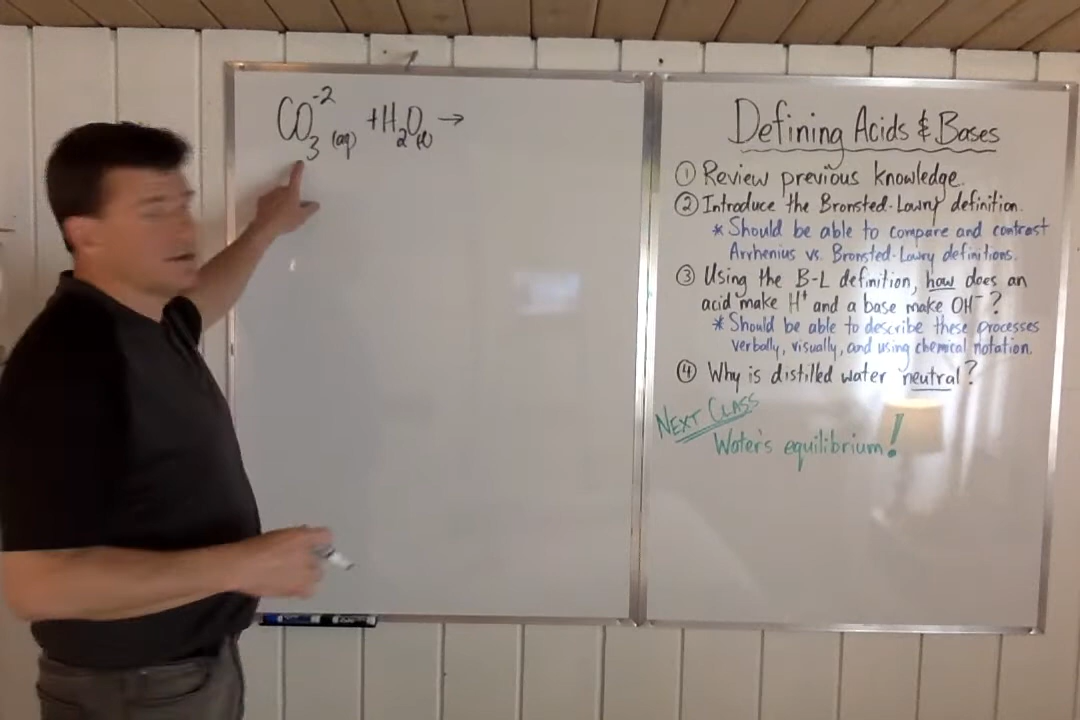 CO₃⁻²(aq) + H₂O(l) →
Defining Acids & Bases
① Review previous knowledge.
② Introduce the Bronsted-Lowry definition.
* Should be able to compare and contrast
Arrhenius vs. Bronsted-Lowry definitions.
③ Using the B-L definition, how does an
acid make H⁺ and a base make OH⁻?
* Should be able to describe these processes
verbally, visually, and using chemical notation.
④ Why is distilled water neutral?
NEXT CLASS
Water's equilibrium!